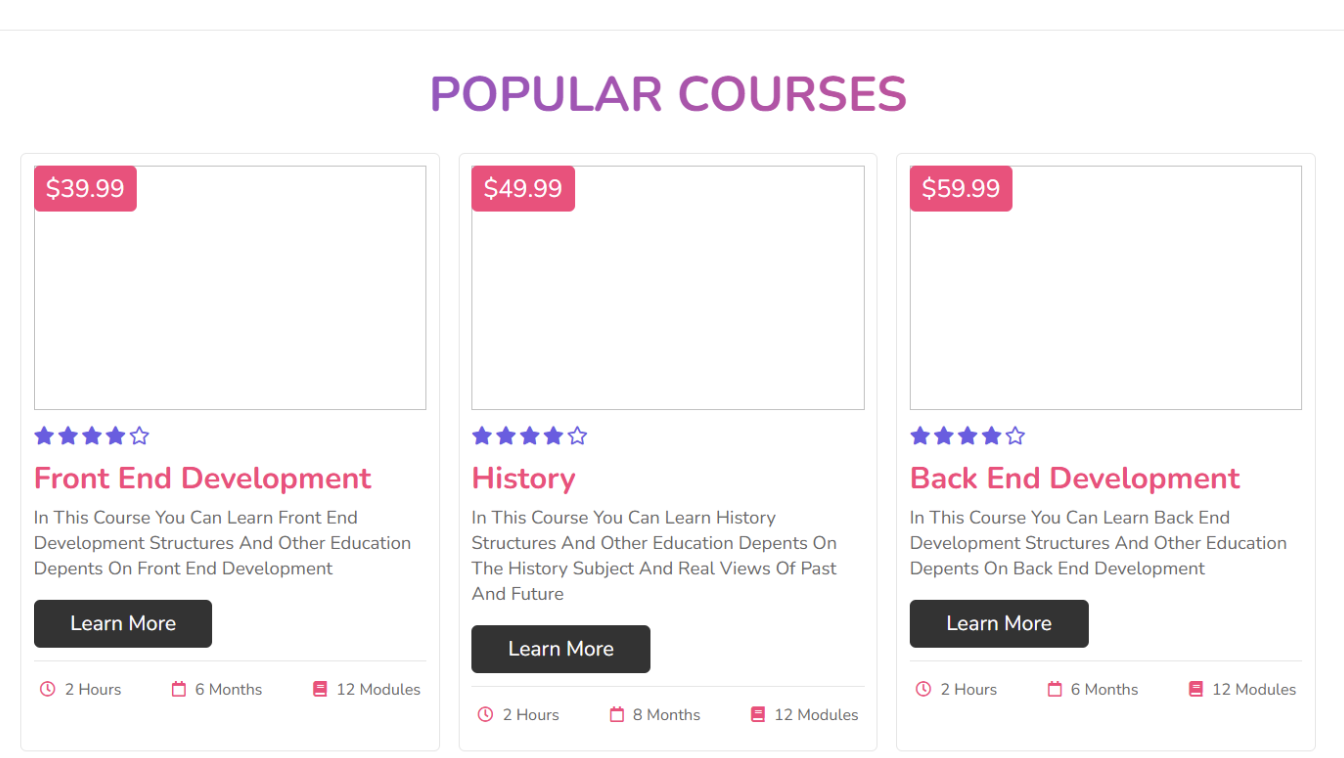 POPULAR COURSES
$39.99
Front End Development
In This Course You Can Learn Front End
Development Structures And Other Education
Depents On Front End Development
Learn More
2 Hours
6 Months
12 Modules
$49.99
History
In This Course You Can Learn History
Structures And Other Education Depents On
The History Subject And Real Views Of Past
And Future
Learn More
2 Hours
8 Months
12 Modules
$59.99
Back End Development
In This Course You Can Learn Back End
Development Structures And Other Education
Depents On Back End Development
Learn More
2 Hours
6 Months
12 Modules